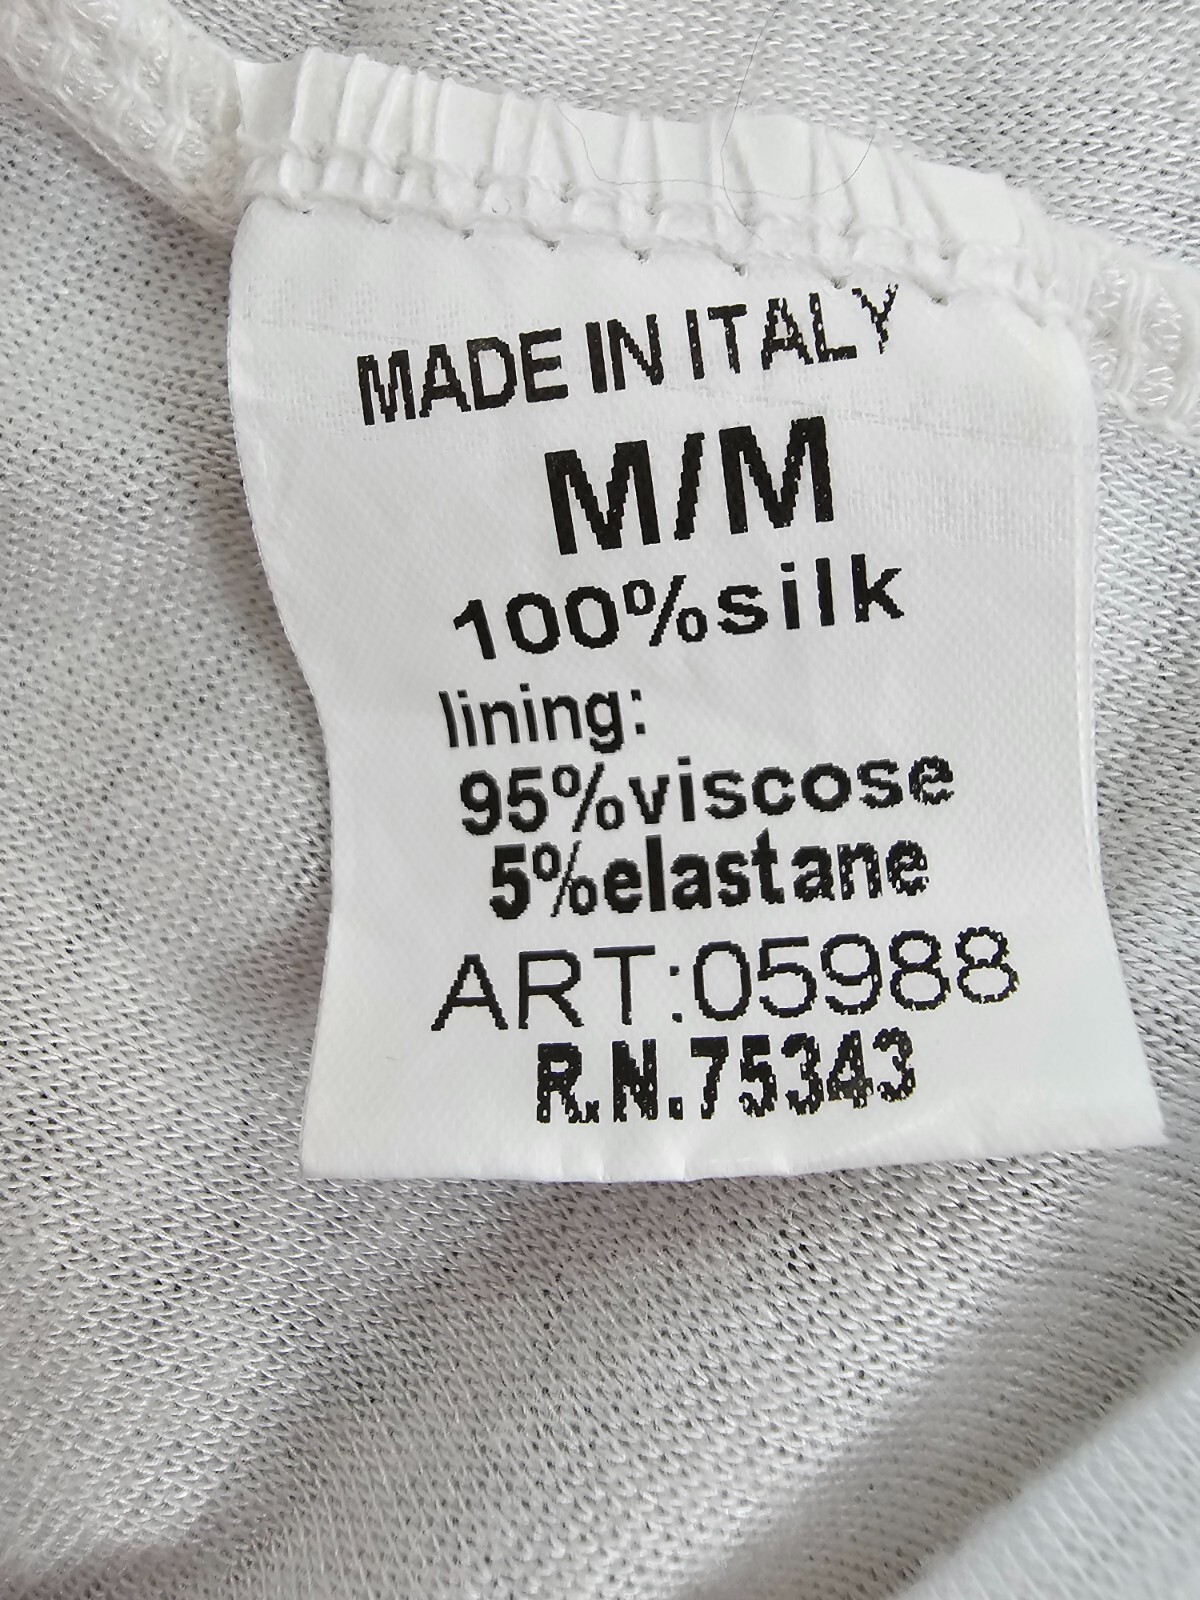 MADE IN ITALY
M/M
100%silk
lining:
95%viscose
5%elastane
ART:05988
R.N.75343